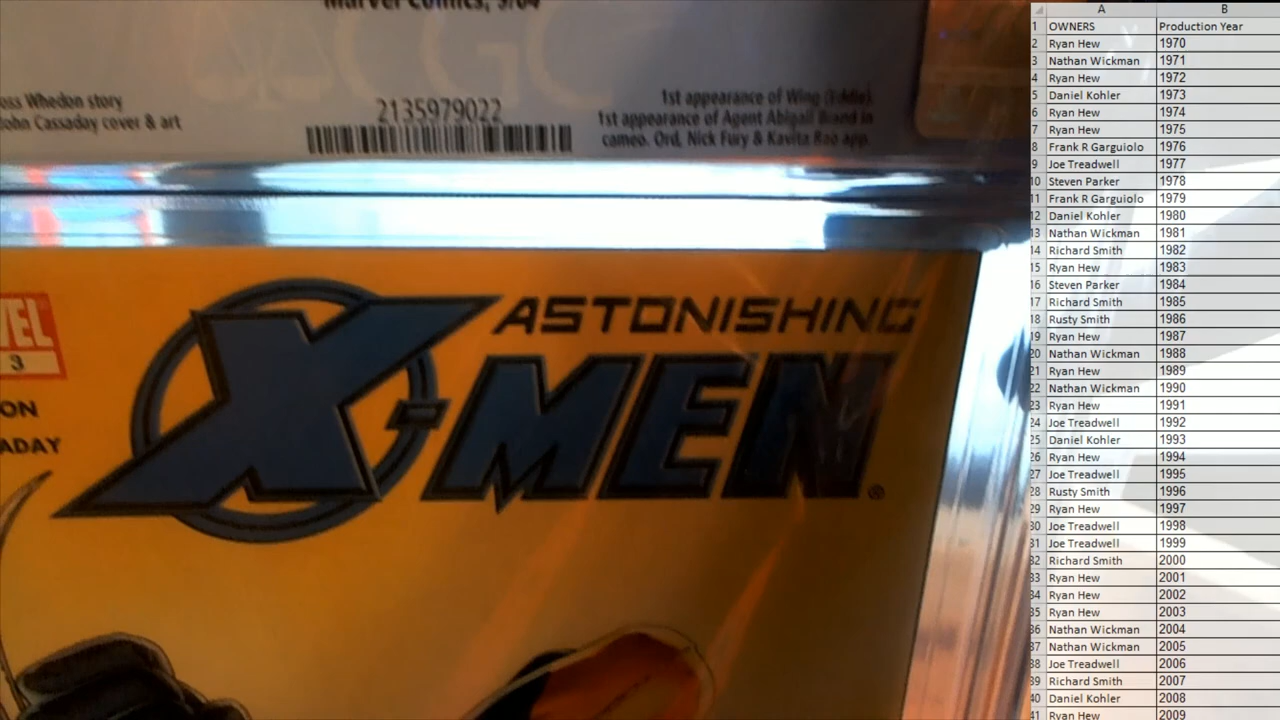 Marvel Comics, 9/04
oss Whedon story
John Cassaday cover & art
2135979022
1st appearance of Wing (Eddie).
1st appearance of Agent Abigail Brand in
cameo. Ord, Nick Fury & Kavita Rao app.
VEL
3
ON
ADAY
ASTONISHING
X-MEN®
A B
1 OWNERS Production Year
2 Ryan Hew 1970
3 Nathan Wickman 1971
4 Ryan Hew 1972
5 Daniel Kohler 1973
6 Ryan Hew 1974
7 Ryan Hew 1975
8 Frank R Garguiolo 1976
9 Joe Treadwell 1977
10 Steven Parker 1978
11 Frank R Garguiolo 1979
12 Daniel Kohler 1980
13 Nathan Wickman 1981
14 Richard Smith 1982
15 Ryan Hew 1983
16 Steven Parker 1984
17 Richard Smith 1985
18 Rusty Smith 1986
19 Ryan Hew 1987
20 Nathan Wickman 1988
21 Ryan Hew 1989
22 Nathan Wickman 1990
23 Ryan Hew 1991
24 Joe Treadwell 1992
25 Daniel Kohler 1993
26 Ryan Hew 1994
27 Joe Treadwell 1995
28 Rusty Smith 1996
29 Ryan Hew 1997
30 Joe Treadwell 1998
31 Joe Treadwell 1999
32 Richard Smith 2000
33 Ryan Hew 2001
34 Ryan Hew 2002
35 Ryan Hew 2003
36 Nathan Wickman 2004
37 Nathan Wickman 2005
38 Joe Treadwell 2006
39 Richard Smith 2007
40 Daniel Kohler 2008
41 Ryan Hew 2009